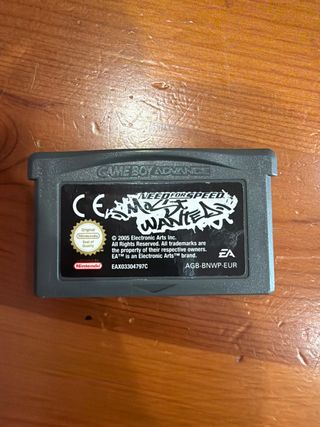 GAME BOY ADVANCE
CE
NEED FOR SPEED
MOST
WANTED
Original
Nintendo
Seal of
Quality
© 2005 Electronic Arts Inc.
All Rights Reserved. All trademarks are
the property of their respective owners.
EA™ is an Electronic Arts™ brand.
Nintendo
EAX03304797C
EA
AGB-BNWP-EUR